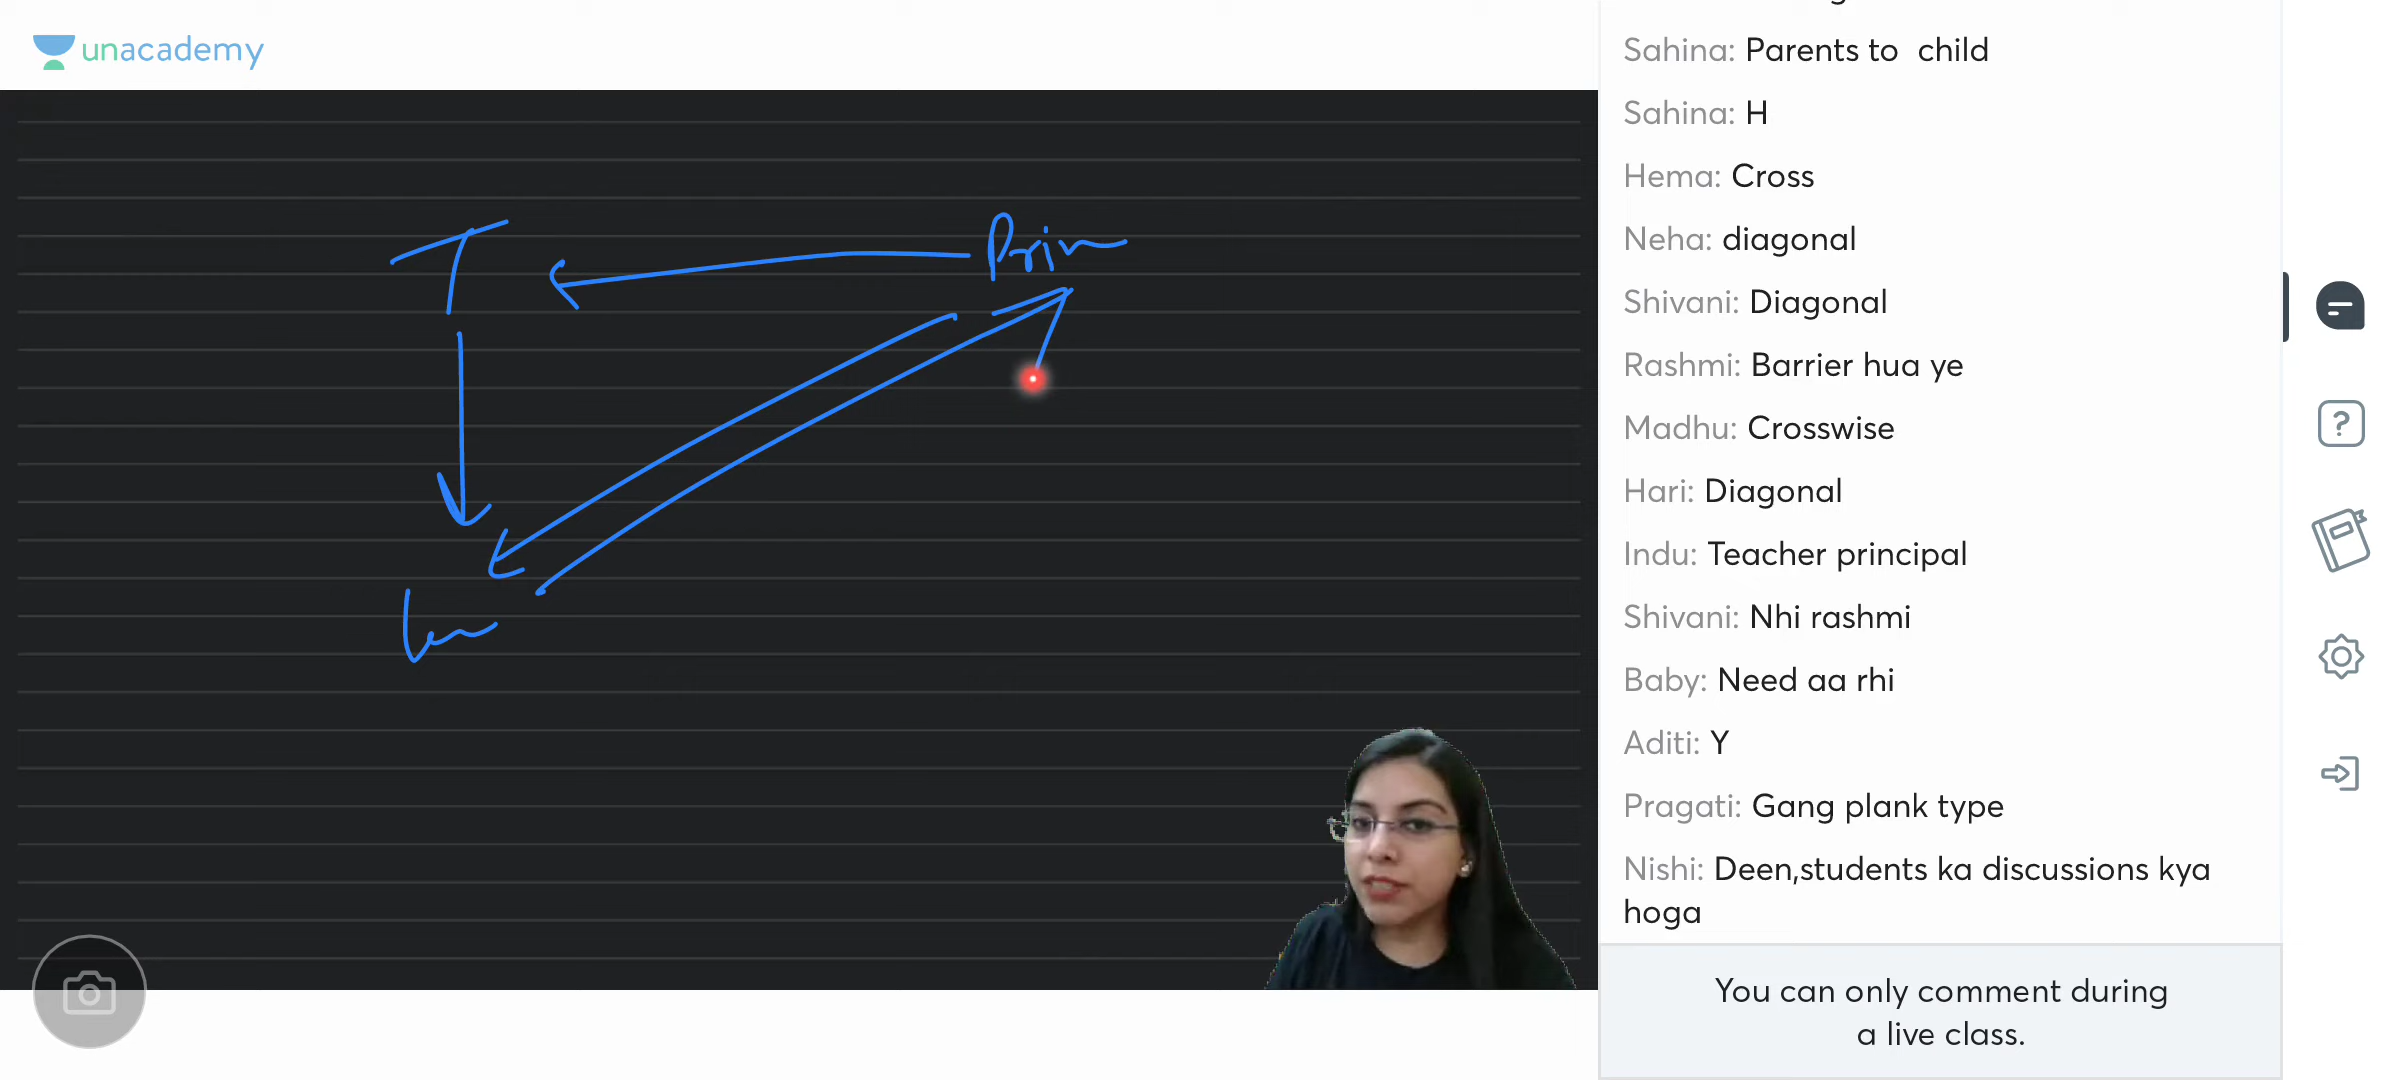 unacademy
T
Prin
Sahina: Parents to child
Sahina: H
Hema: Cross
Neha: diagonal
Shivani: Diagonal
Rashmi: Barrier hua ye
Madhu: Crosswise
Hari: Diagonal
Indu: Teacher principal
Shivani: Nhi rashmi
Baby: Need aa rhi
Aditi: Y
Pragati: Gang plank type
Nishi: Deen,students ka discussions kya
hoga
You can only comment during
a live class.
?